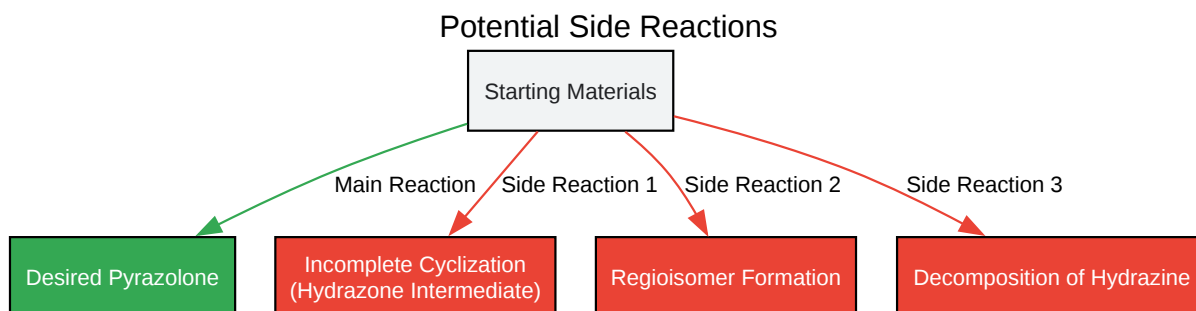 Potential Side Reactions
Starting Materials
Main Reaction
Side Reaction 1
Side Reaction 2
Side Reaction 3
Desired Pyrazolone
Incomplete Cyclization
(Hydrazone Intermediate)
Regioisomer Formation
Decomposition of Hydrazine